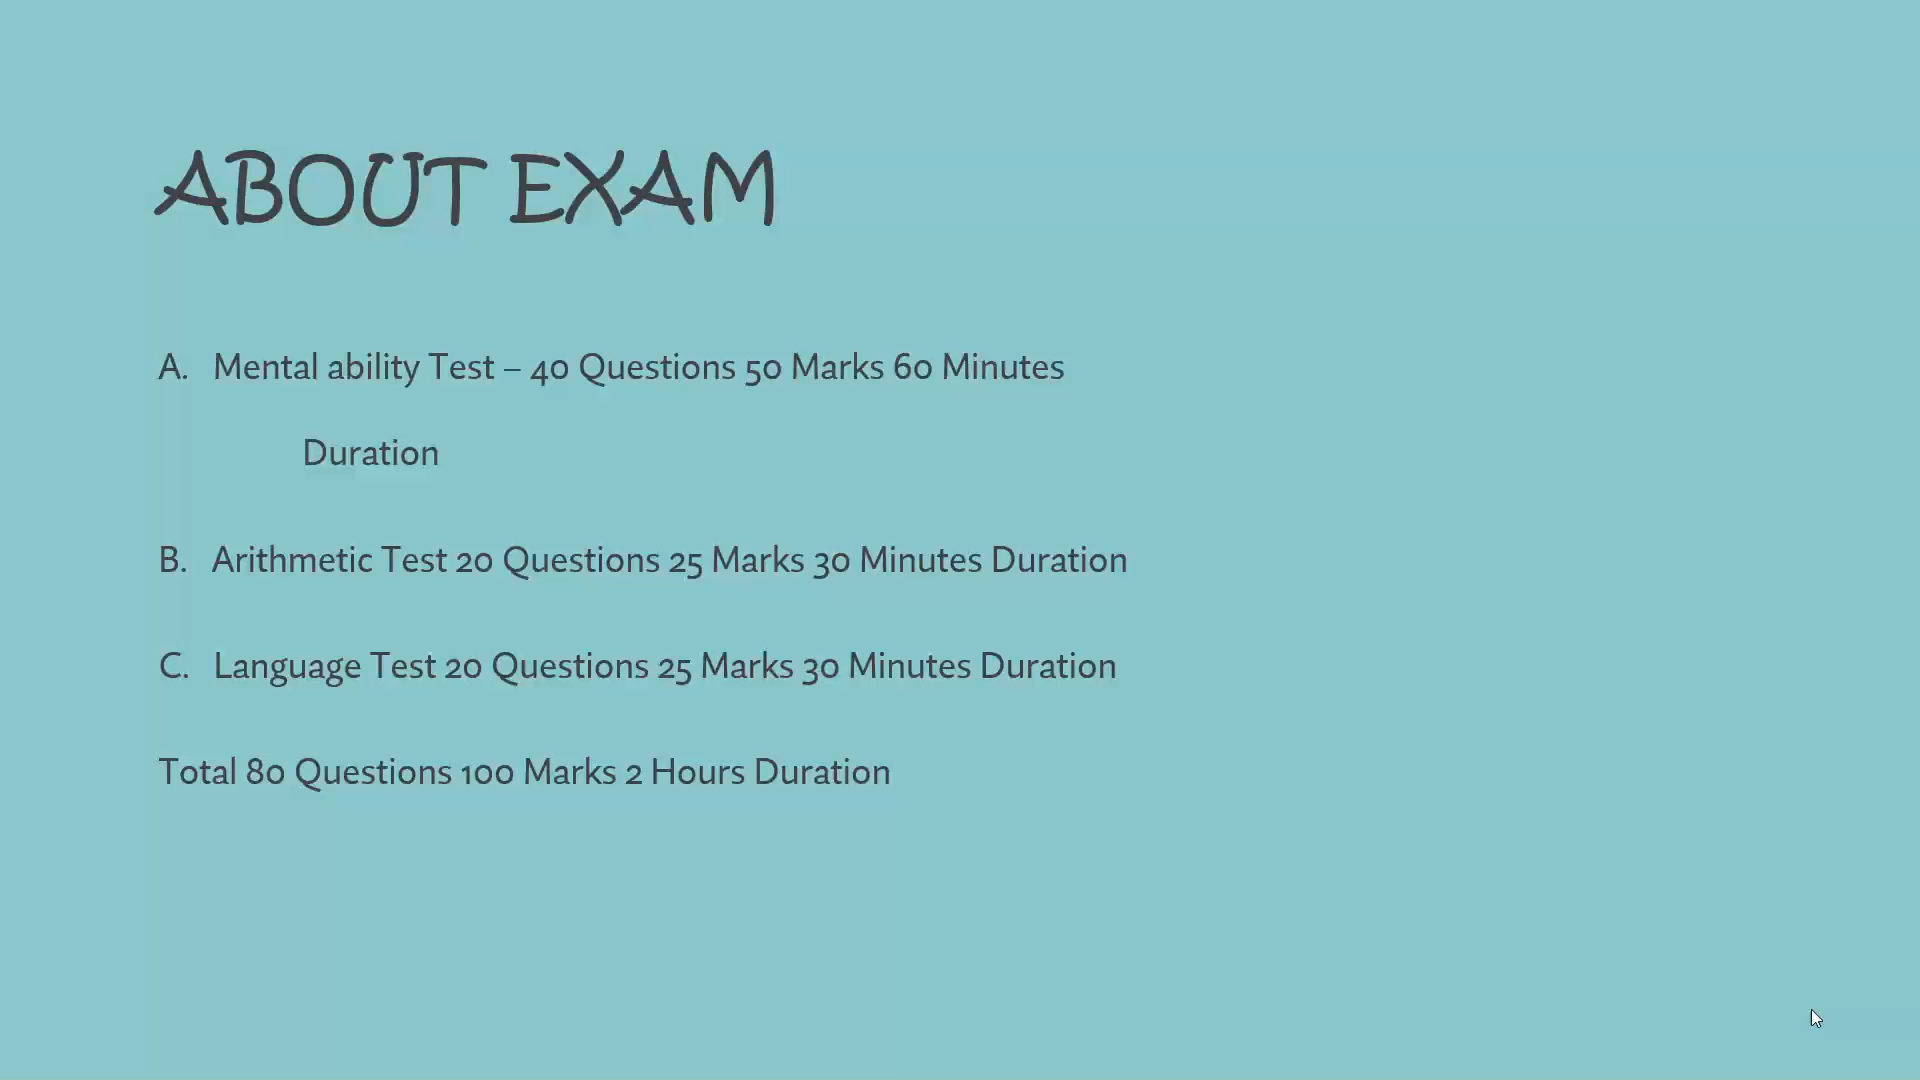 ABOUT EXAM
A. Mental ability Test – 40 Questions 50 Marks 60 Minutes
Duration
B. Arithmetic Test 20 Questions 25 Marks 30 Minutes Duration
C. Language Test 20 Questions 25 Marks 30 Minutes Duration
Total 80 Questions 100 Marks 2 Hours Duration